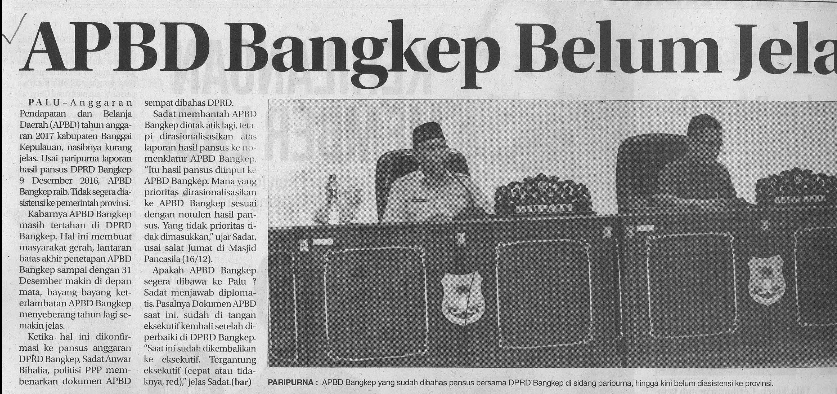 APBD Bangkep Belum Jela
PALU – Anggaran
Pendapatan dan Belanja
Daerah (APBD) tahun angga-
ran 2017 kabupaten Banggai
Kepulauan, nasibnya kurang
jelas. Usai paripurna laporan
hasil pansus DPRD Bangkep
9 Desember 2016, APBD
Bangkep raib. Tidak segera dia-
sistensi ke pemerintah provinsi.
Kabarnya APBD Bangkep
masih tertahan di DPRD
Bangkep. Hal ini membuat
masyarakat gerah, lantaran
batas akhir penetapan APBD
Bangkep sampai dengan 31
Desember makin di depan
mata, bayang bayang ket-
erlambatan APBD Bangkep
menyeberang tahun lagi se-
makin jelas.
Ketika hal ini dikonfir-
masi ke pansus anggaran
DPRD Bangkep, Sadat Anwar
Bihalia, politisi PPP mem-
benarkan dokumen APBD
sempat dibahas DPRD.
Sadat membantah APBD
Bangkep diotak atik lagi, teta-
pi dirasionalisasikan atas
laporan hasil pansus ke no-
menklatur APBD Bangkep.
"Itu hasil pansus diinput ke
APBD Bangkep. Mana yang
prioritas dirasionalisasikan
ke APBD Bangkep sesuai
dengan notulen hasil pan-
sus. Yang tidak prioritas ti-
dak dimasukkan," ujar Sadat,
usai salat Jumat di Masjid
Pancasila (16/12).
Apakah APBD Bangkep
segera dibawa ke Palu ?
Sadat menjawab diploma-
tis. Pasalnya Dokumen APBD
saat ini, sudah di tangan
eksekutif kembali setelah di-
perbaiki di DPRD Bangkep.
"Saat ini sudah dikembalikan
ke eksekutif. Tergantung
eksekutif (cepat atau tida-
knya, red)," jelas Sadat.(bar)
BUPATI
PARIPURNA : APBD Bangkep yang sudah dibahas pansus bersama DPRD Bangkep di sidang paripurna, hingga kini belum diasistensi ke provinsi.